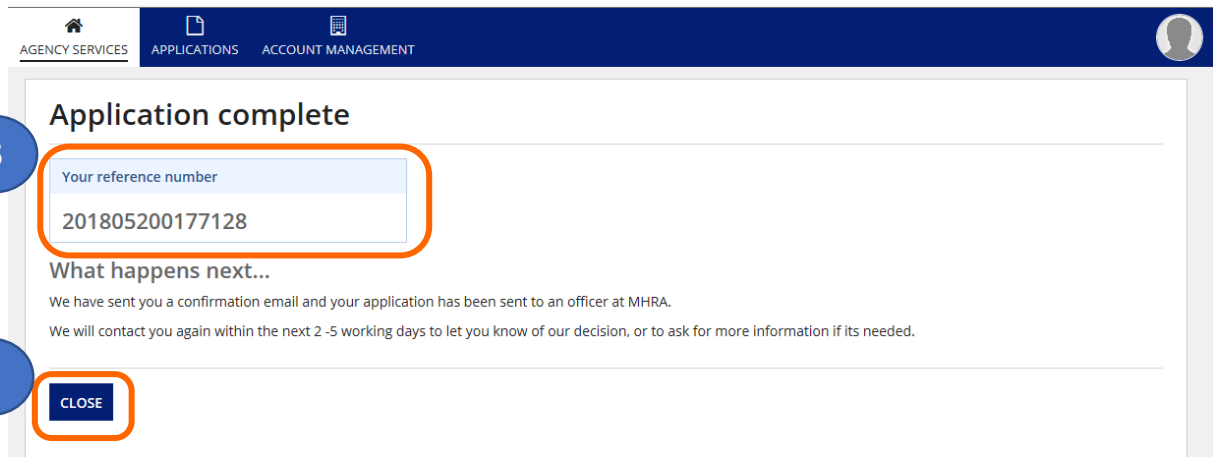 AGENCY SERVICES APPLICATIONS ACCOUNT MANAGEMENT
Application complete
Your reference number
201805200177128
What happens next...
We have sent you a confirmation email and your application has been sent to an officer at MHRA.
We will contact you again within the next 2 -5 working days to let you know of our decision, or to ask for more information if its needed.
CLOSE